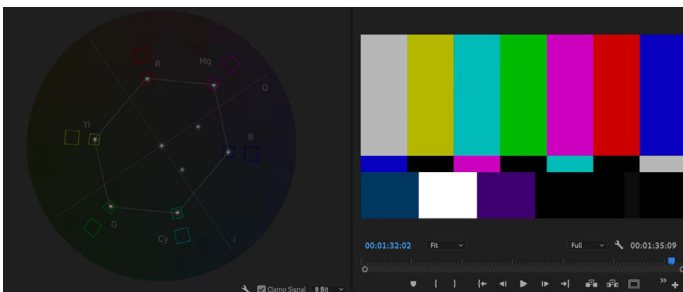 R
Mg
Q
Yl
B
G
Cy
i
00:01:32:02 Fit Full 00:01:35:09
Clamp Signal 8 Bit